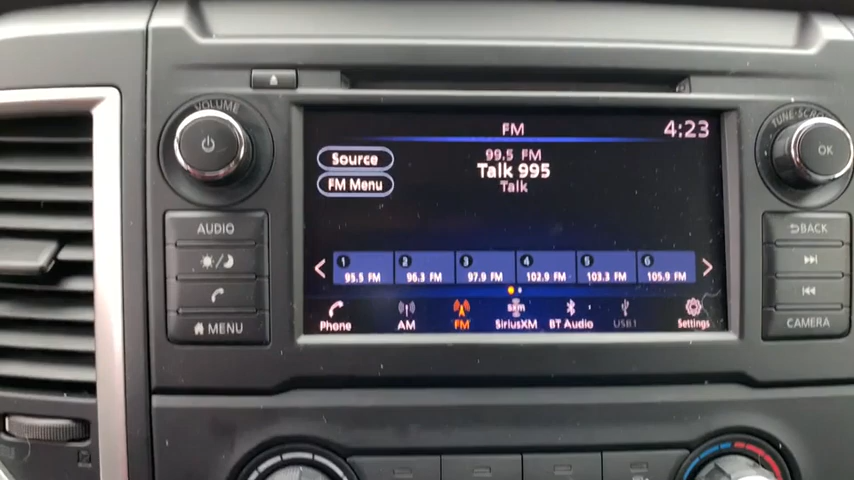 VOLUME
TUNE·SCROLL
FM
4:23
Source
FM Menu
99.5 FM
Talk 995
Talk
OK
AUDIO
MENU
BACK
CAMERA
1 95.5 FM
2 96.3 FM
3 97.9 FM
4 102.9 FM
5 103.3 FM
6 105.9 FM
Phone
AM
FM
sxm
SiriusXM
BT Audio
USB1
Settings